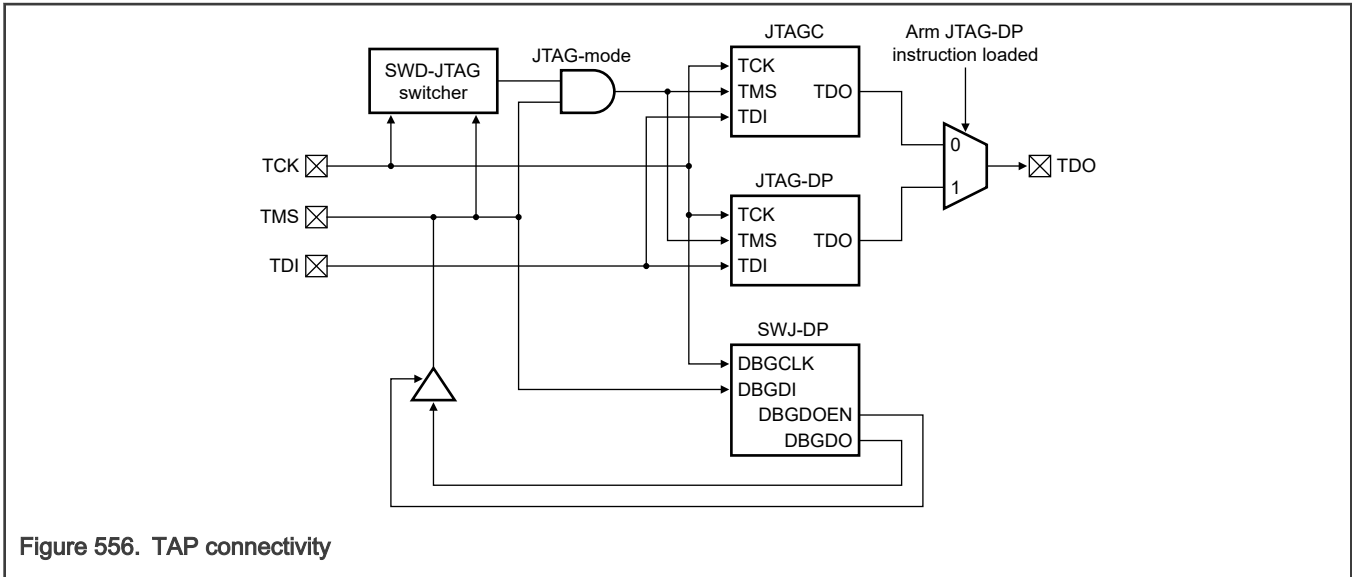 JTAGC
Arm JTAG-DP
instruction loaded
JTAG-mode
SWD-JTAG
switcher
TCK
TMS
TDO
TDI
0
1
TCK
TDO
TMS
TDI
JTAG-DP
TCK
TMS
TDO
TDI
SWJ-DP
DBGCLK
DBGDI
DBGDOEN
DBGDO
Figure 556. TAP connectivity